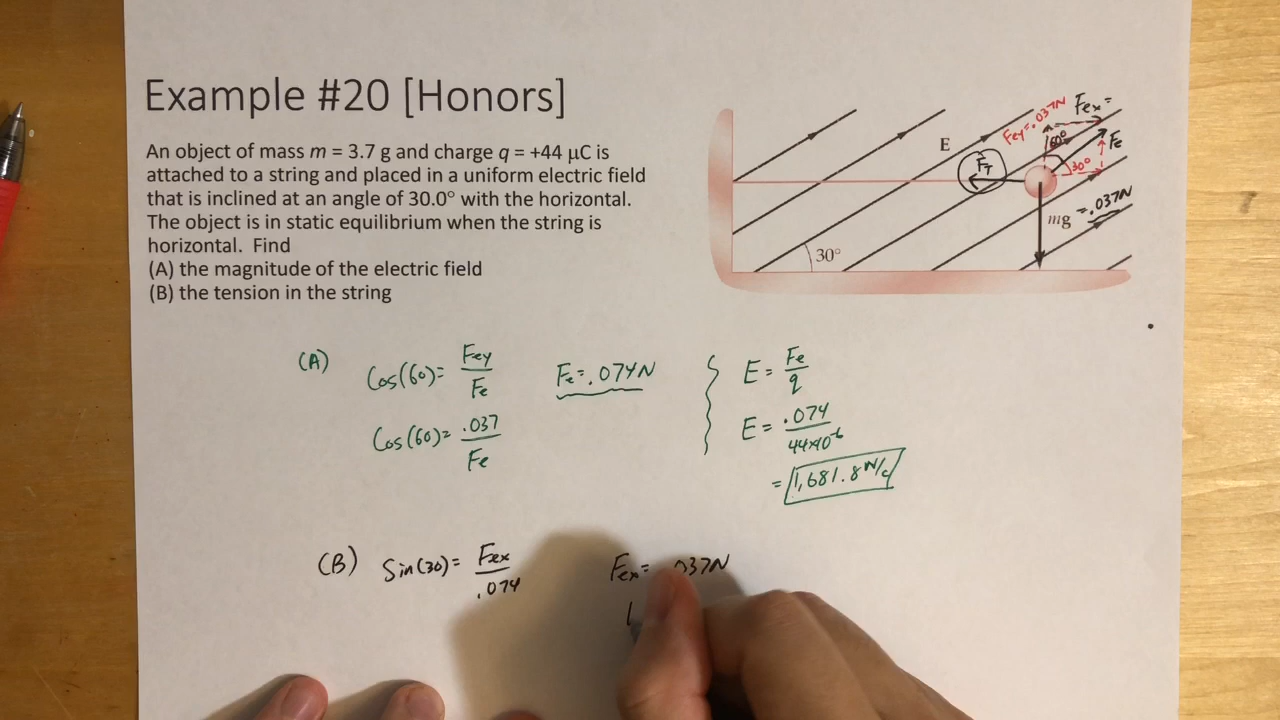 Example #20 [Honors]
An object of mass m = 3.7 g and charge q = +44 µC is
attached to a string and placed in a uniform electric field
that is inclined at an angle of 30.0° with the horizontal.
The object is in static equilibrium when the string is
horizontal. Find
(A) the magnitude of the electric field
(B) the tension in the string
E
Fey=.037N
Fex=
60°
Fe
FT
30°
mg
=.037N
30°
(A)
Cos(60)= Fey/Fe
Fe=.074N
E = Fe/q
Cos(60)= .037/Fe
E = .074/44x10-6
= 1,681.8 N/C
(B) Sin(30)= Fex/.074
Fex= .037N